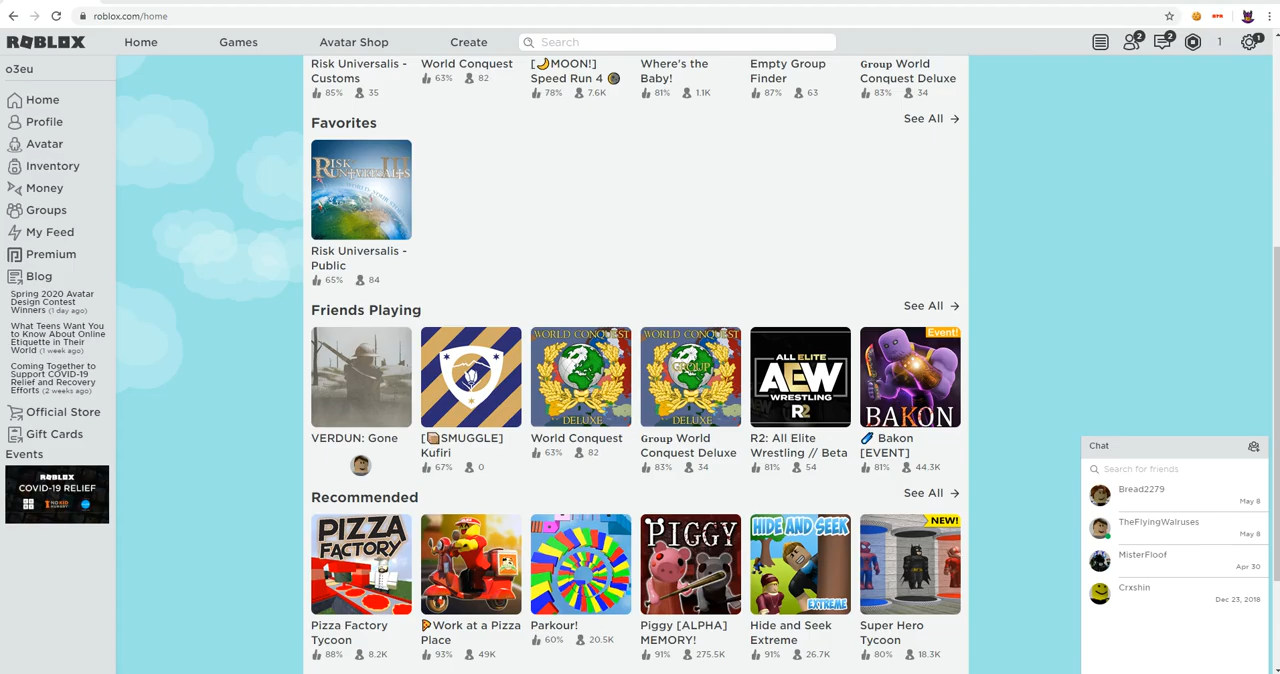 roblox.com/home
ROBLOX
Home
Games
Avatar Shop
Create
Search
2
2
1
1
o3eu
Home
Profile
Avatar
Inventory
Money
Groups
My Feed
Premium
Blog
Spring 2020 Avatar
Design Contest
Winners (1 day ago)
What Teens Want You
to Know About Online
Etiquette in Their
World (1 week ago)
Coming Together to
Support COVID-19
Relief and Recovery
Efforts (2 weeks ago)
Official Store
Gift Cards
Events
ROBLOX
COVID-19 RELIEF
Risk Universalis -
Customs
85% 35
World Conquest
63% 82
[🌙MOON!]
Speed Run 4
78% 7.6K
Where's the
Baby!
81% 1.1K
Empty Group
Finder
87% 63
Group World
Conquest Deluxe
83% 34
Favorites
See All →
Risk Universalis -
Public
65% 84
Friends Playing
See All →
VERDUN: Gone
[SMUGGLE]
Kufiri
67% 0
WORLD CONQUEST
DELUXE
World Conquest
63% 82
WORLD CONQUEST
GROUP
DELUXE
Group World
Conquest Deluxe
83% 34
ALL ELITE
AEW
WRESTLING
R2
R2: All Elite
Wrestling // Beta
81% 54
Event!
BAKON
Bakon
[EVENT]
81% 44.3K
Recommended
See All →
PIZZA
FACTORY
Pizza Factory
Tycoon
88% 8.2K
🍕Work at a Pizza
Place
93% 49K
Parkour!
60% 20.5K
PIGGY
Piggy [ALPHA]
MEMORY!
91% 275.5K
HIDE AND SEEK
EXTREME
Hide and Seek
Extreme
91% 26.7K
NEW!
Super Hero
Tycoon
80% 18.3K
Chat
Search for friends
Bread2279
May 8
TheFlyingWalruses
May 8
MisterFloof
Apr 30
Crxshin
Dec 23, 2018